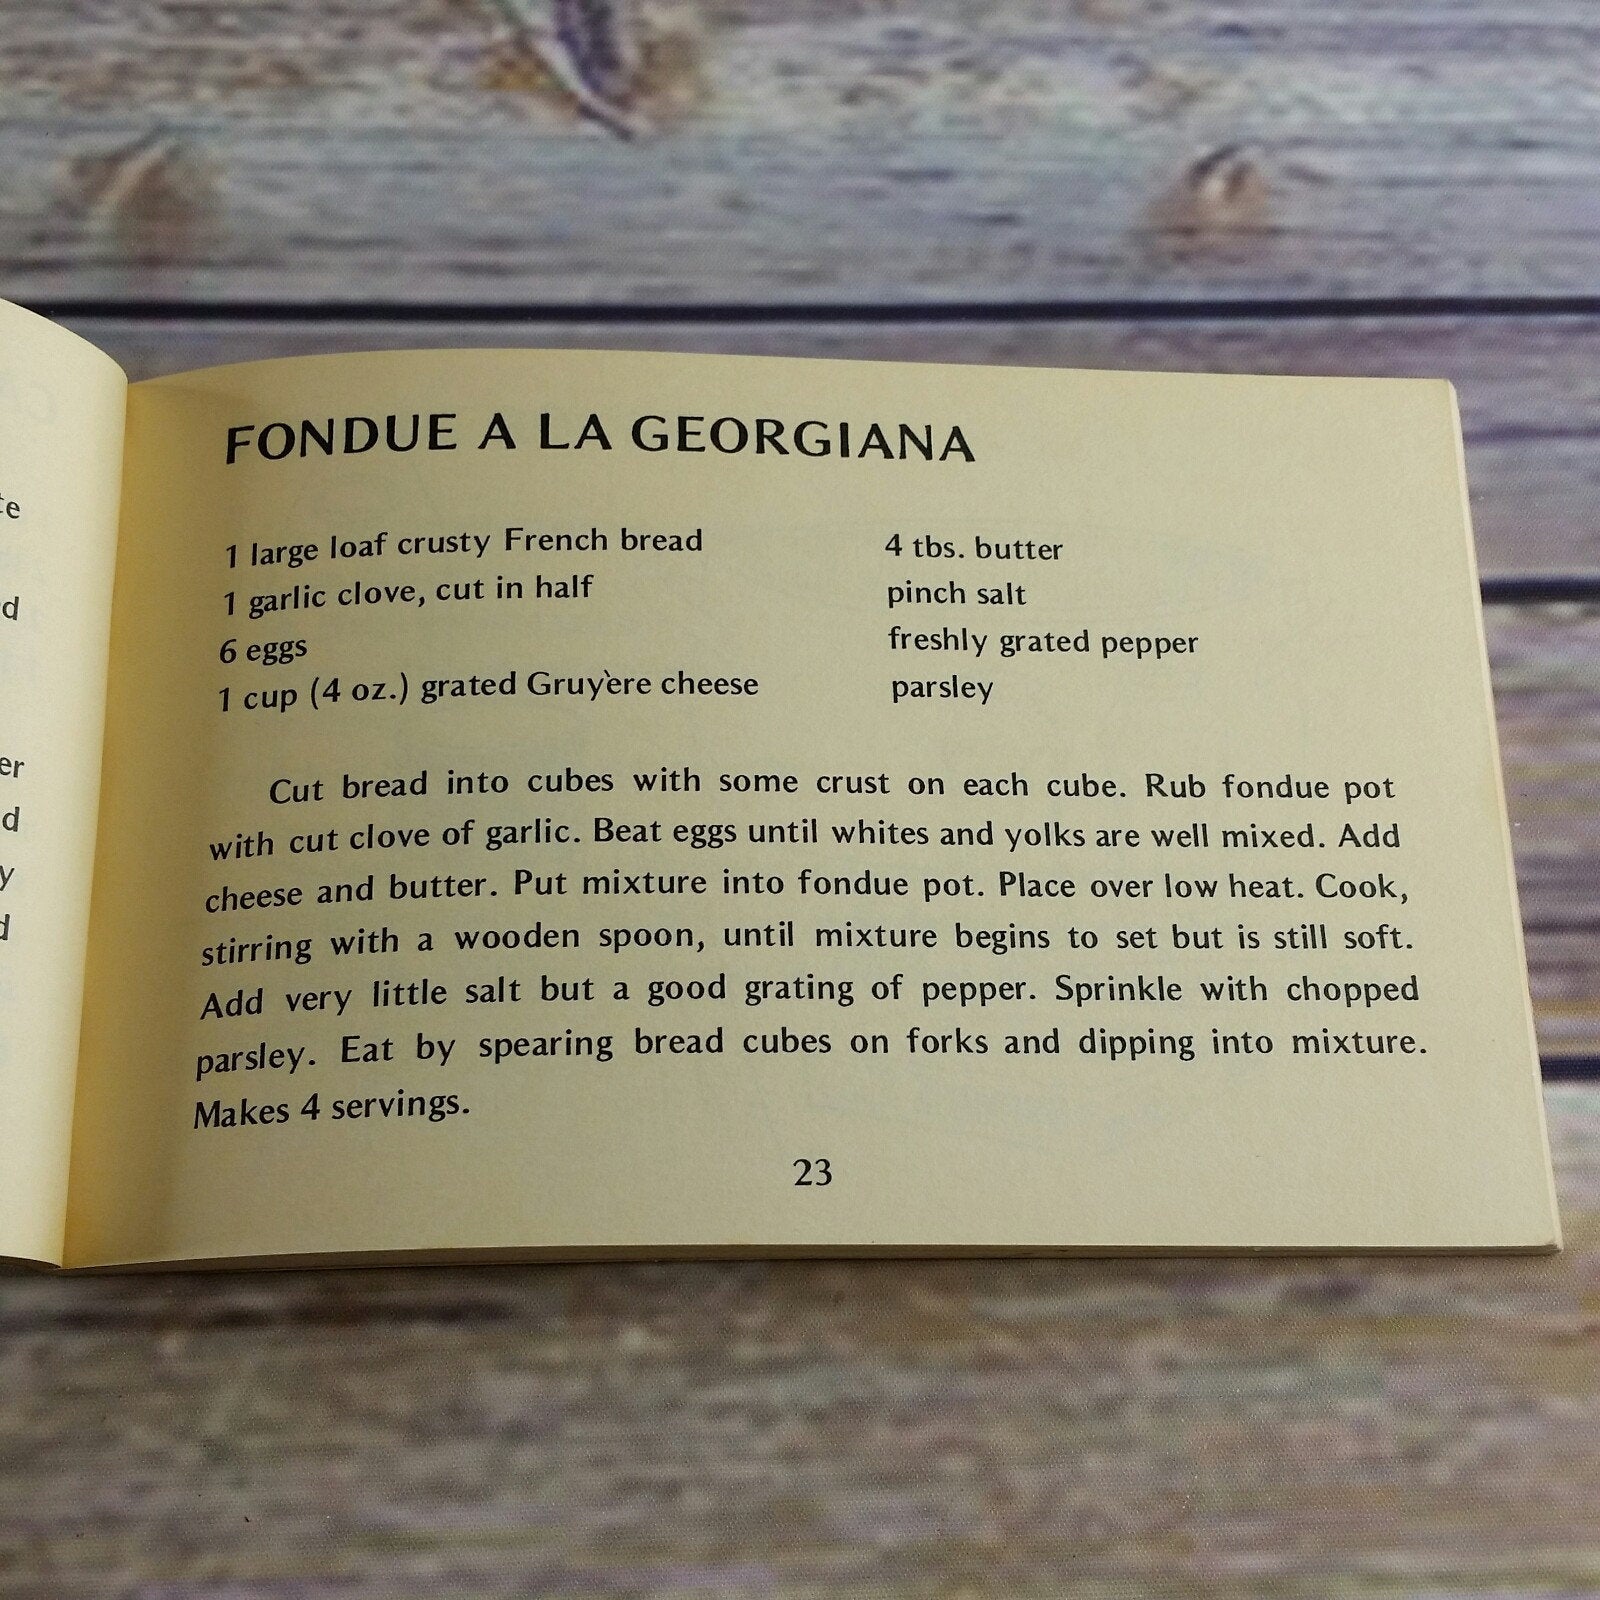 FONDUE A LA GEORGIANA
1 large loaf crusty French bread
1 garlic clove, cut in half
6 eggs
1 cup (4 oz.) grated Gruyère cheese
4 tbs. butter
pinch salt
freshly grated pepper
parsley
Cut bread into cubes with some crust on each cube. Rub fondue pot
with cut clove of garlic. Beat eggs until whites and yolks are well mixed. Add
cheese and butter. Put mixture into fondue pot. Place over low heat. Cook,
stirring with a wooden spoon, until mixture begins to set but is still soft.
Add very little salt but a good grating of pepper. Sprinkle with chopped
parsley. Eat by spearing bread cubes on forks and dipping into mixture.
Makes 4 servings.
23